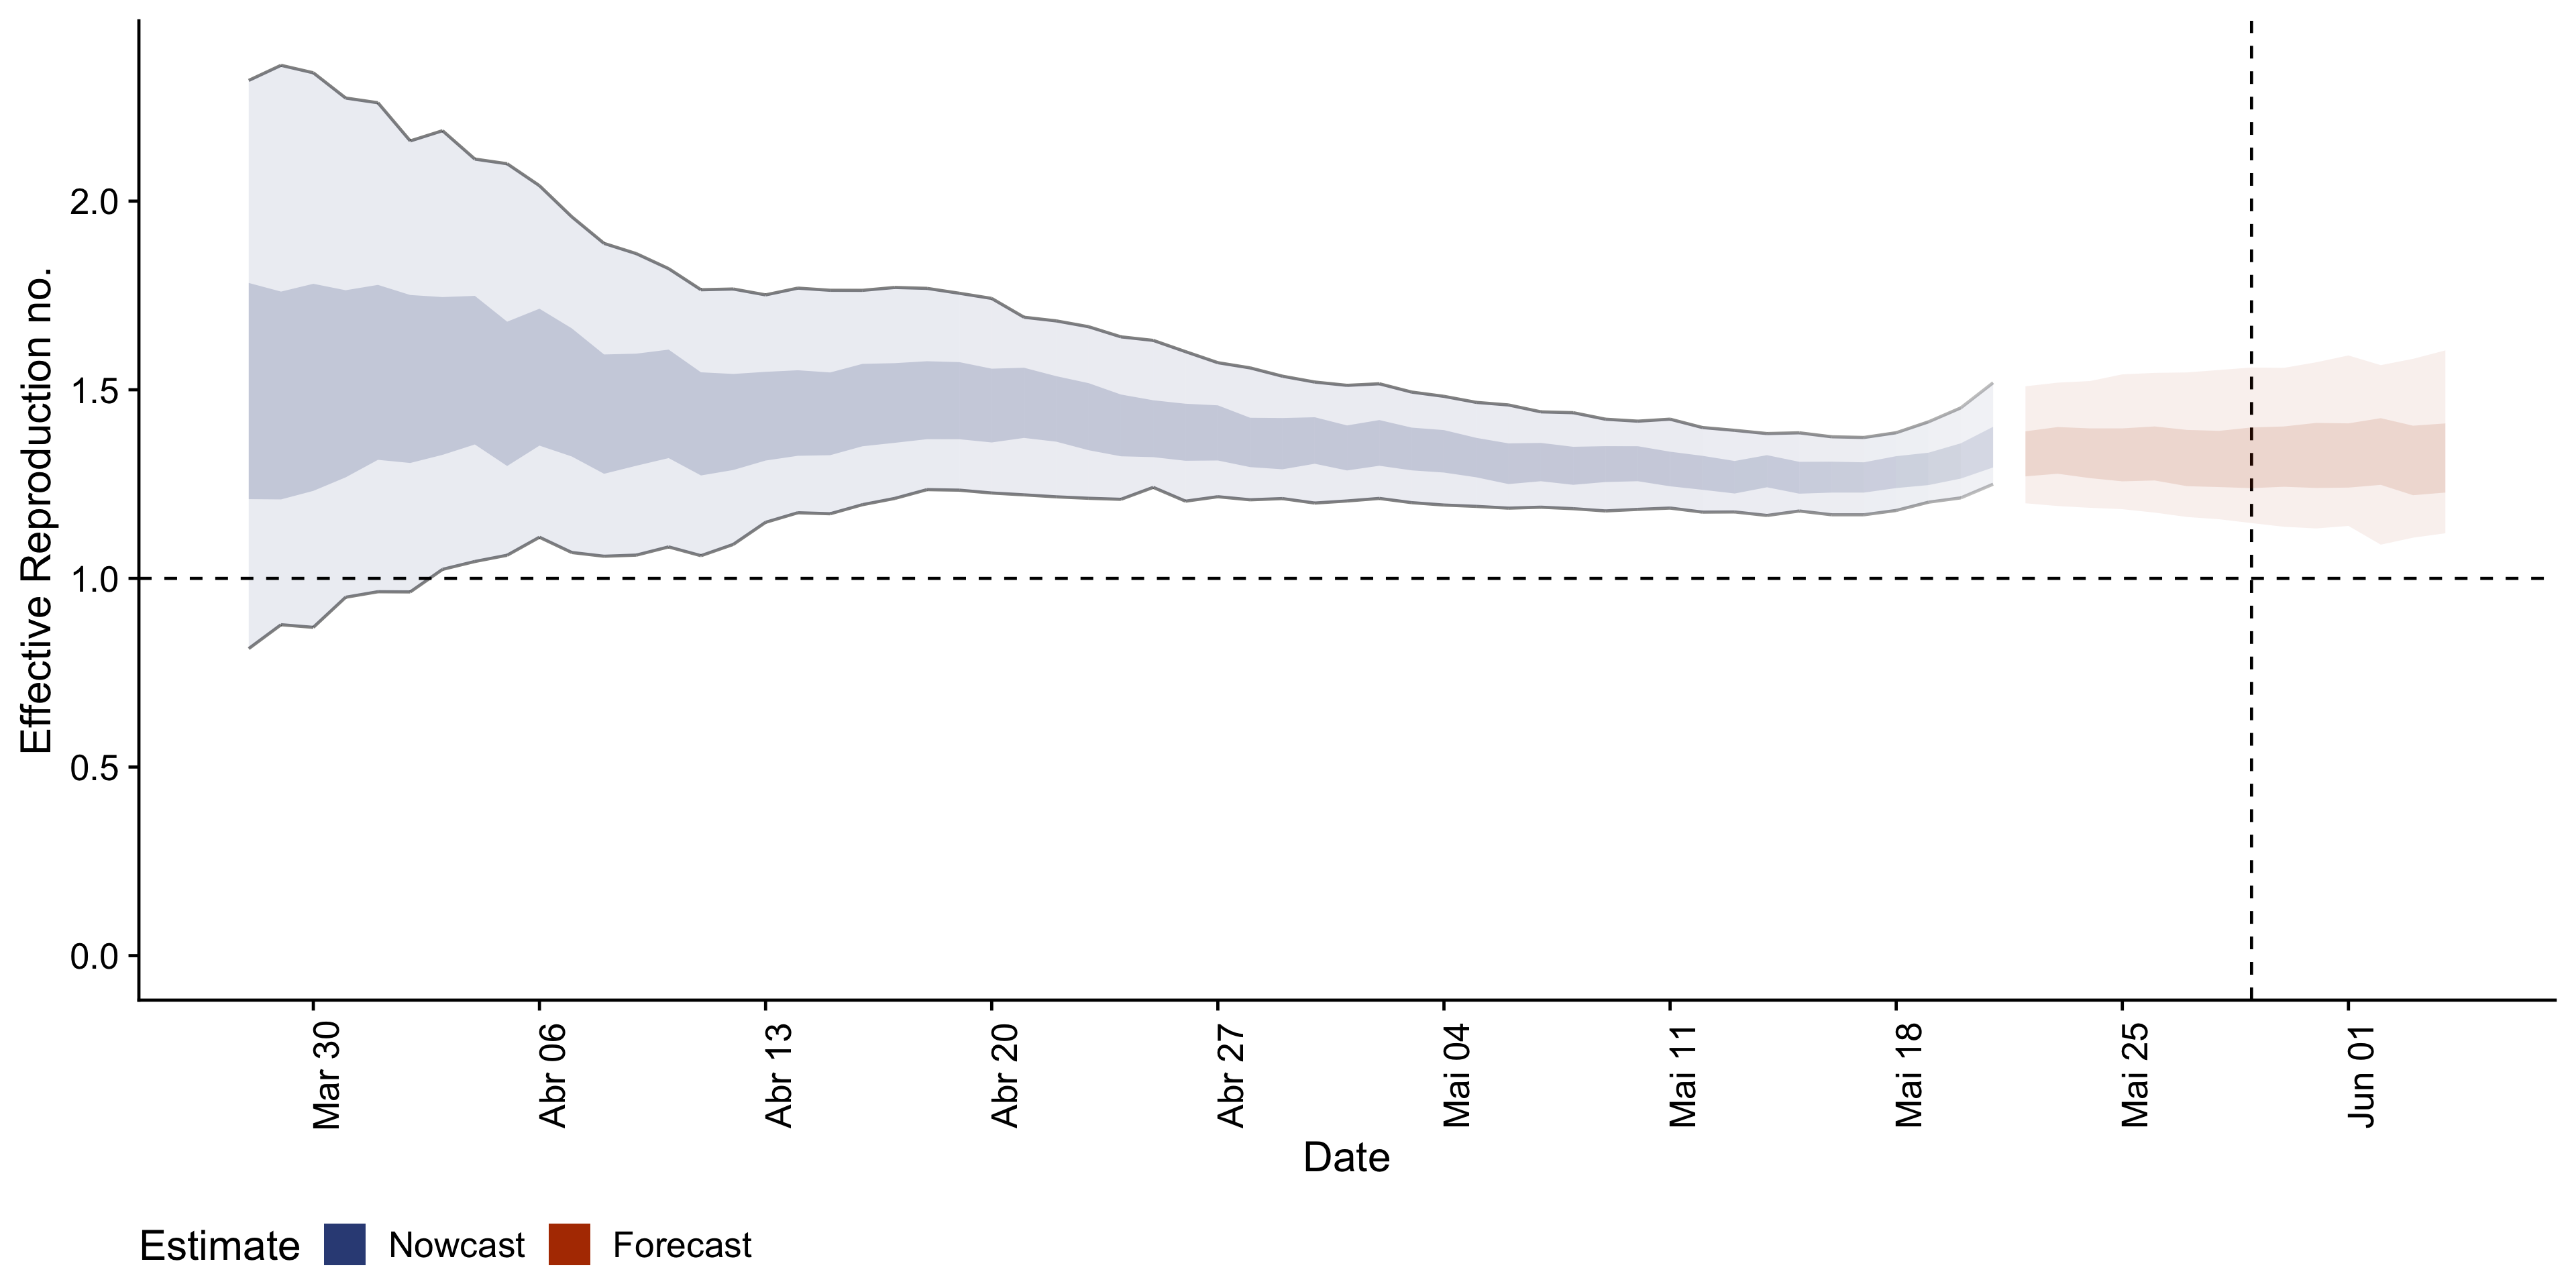 Effective Reproduction no.
2.0
1.5
1.0
0.5
0.0
Mar 30
Abr 06
Abr 13
Abr 20
Abr 27
Mai 04
Mai 11
Mai 18
Mai 25
Jun 01
Date
Estimate Nowcast Forecast